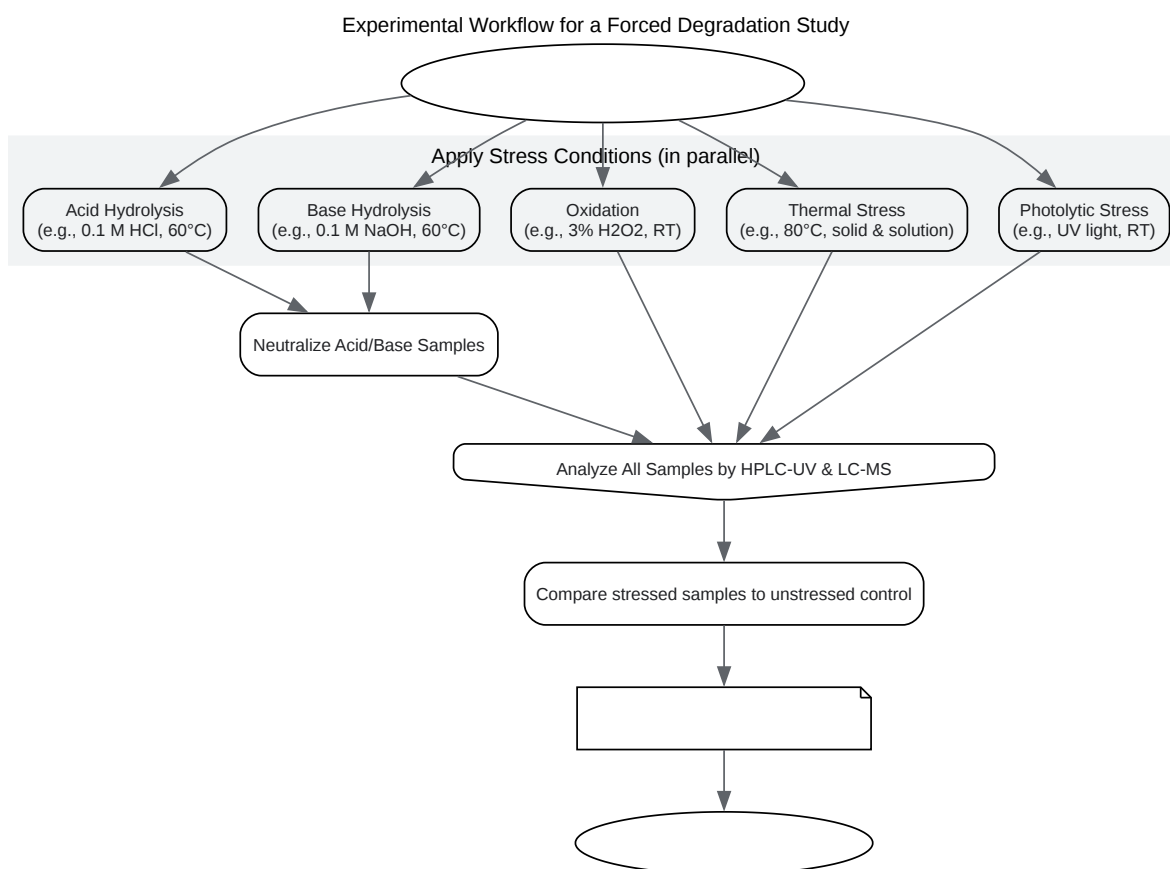 Experimental Workflow for a Forced Degradation Study
Apply Stress Conditions (in parallel)
Acid Hydrolysis
(e.g., 0.1 M HCl, 60°C)
Base Hydrolysis
(e.g., 0.1 M NaOH, 60°C)
Oxidation
(e.g., 3% H2O2, RT)
Thermal Stress
(e.g., 80°C, solid & solution)
Photolytic Stress
(e.g., UV light, RT)
Neutralize Acid/Base Samples
Analyze All Samples by HPLC-UV & LC-MS
Compare stressed samples to unstressed control